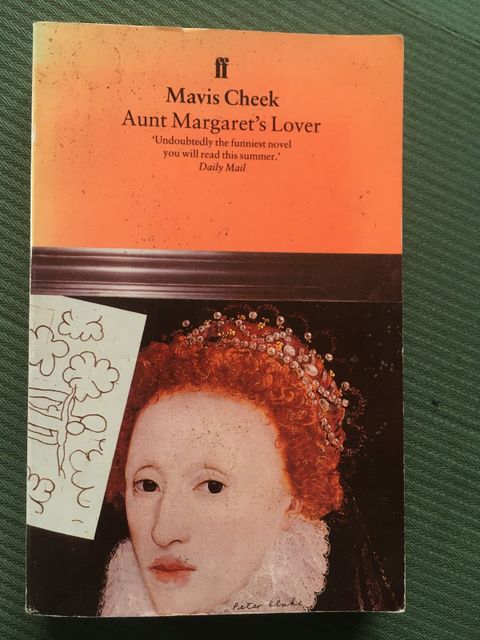 ff
Mavis Cheek
Aunt Margaret's Lover
'Undoubtedly the funniest novel
you will read this summer.'
Daily Mail
Peter Blake